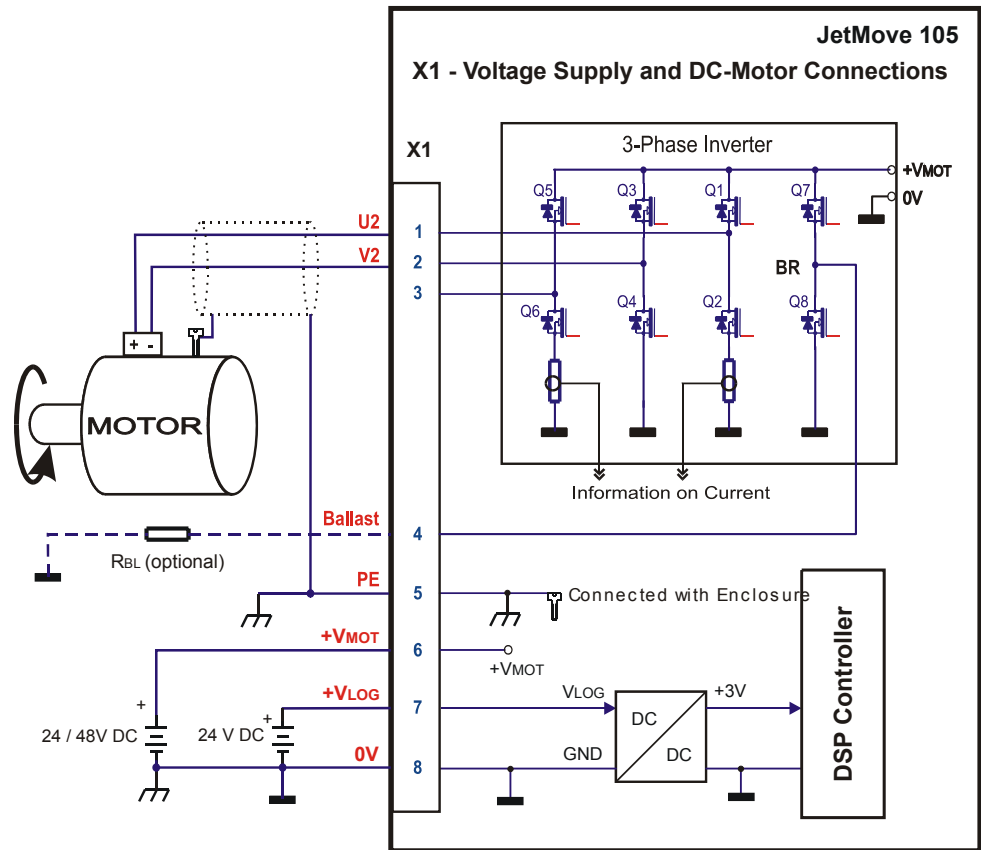 JetMove 105
X1 - Voltage Supply and DC-Motor Connections
3-Phase Inverter
X1
+VMOT
0V
Q5
Q3
Q1
Q7
U2
1
V2
2
BR
3
Q6
Q4
Q2
Q8
+ -
MOTOR
Information on Current
Ballast
4
RBL (optional)
PE
5
Connected with Enclosure
+VMOT
6
+VMOT
+VLOG
7
VLOG
+3V
+
24 / 48V DC
+
24 V DC
DC
DC
0V
8
GND
DSP Controller